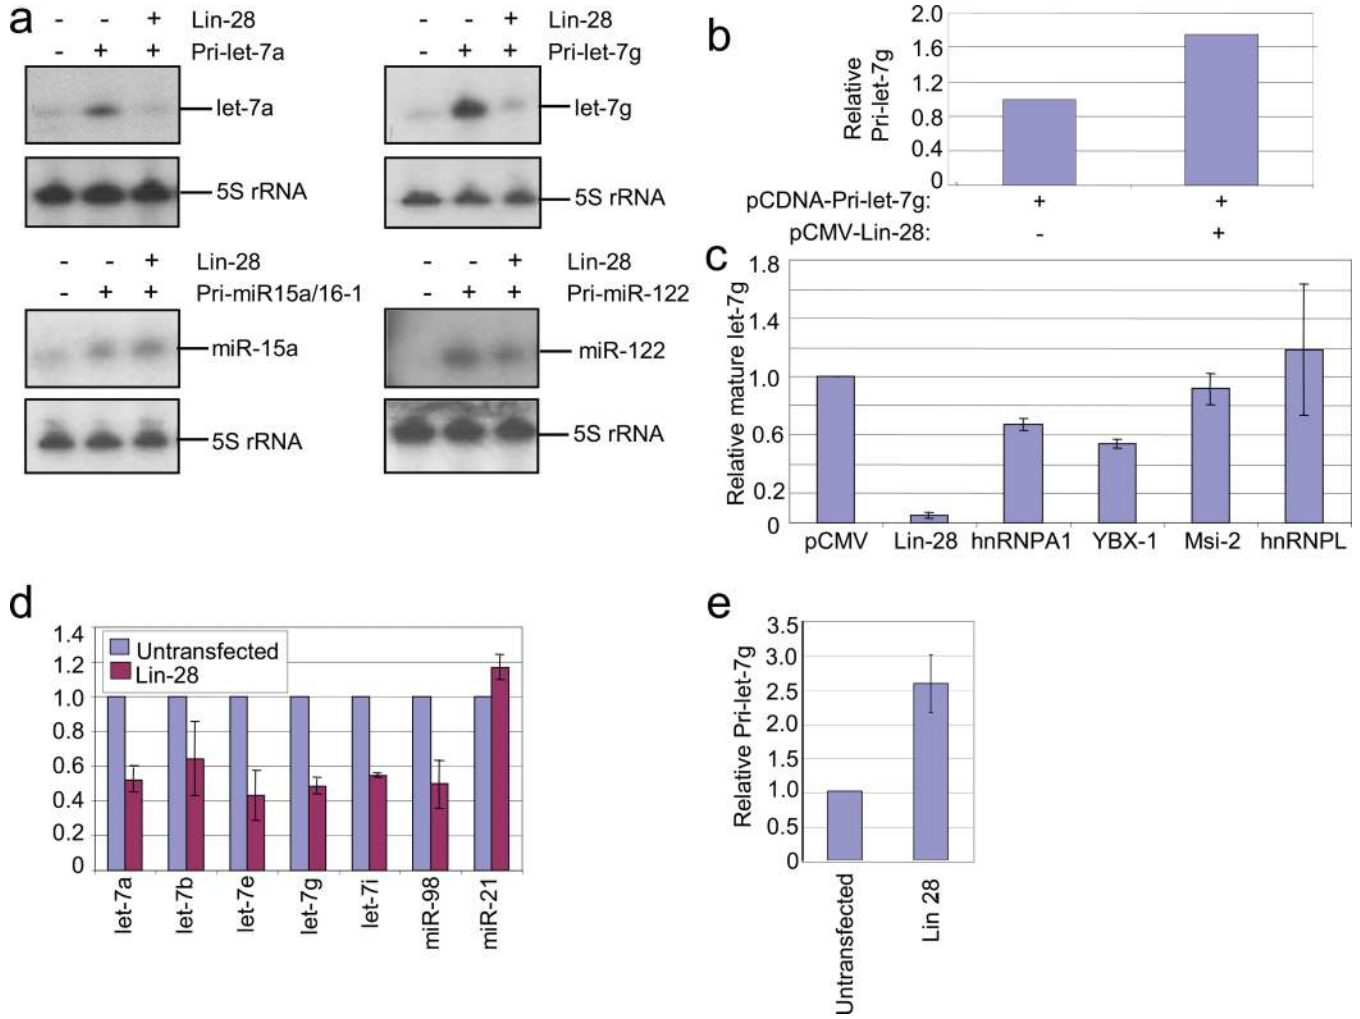 a
- - + Lin-28
- + + Pri-let-7a
let-7a
5S rRNA
- - + Lin-28
- + + Pri-let-7g
let-7g
5S rRNA
- - + Lin-28
- + + Pri-miR15a/16-1
miR-15a
5S rRNA
- - + Lin-28
- + + Pri-miR-122
miR-122
5S rRNA
b
Relative
Pri-let-7g
2.0
1.6
1.2
0.8
0.4
0
pCDNA-Pri-let-7g: + +
pCMV-Lin-28: - +
c
Relative mature let-7g
1.8
1.4
1.0
0.6
0.2
0
pCMV Lin-28 hnRNPA1 YBX-1 Msi-2 hnRNPL
d
1.4
1.2
1.0
0.8
0.6
0.4
0.2
0
Untransfected
Lin-28
let-7a
let-7b
let-7e
let-7g
let-7i
miR-98
miR-21
e
Relative Pri-let-7g
3.5
3.0
2.5
2.0
1.5
1.0
0.5
0
Untransfected
Lin 28